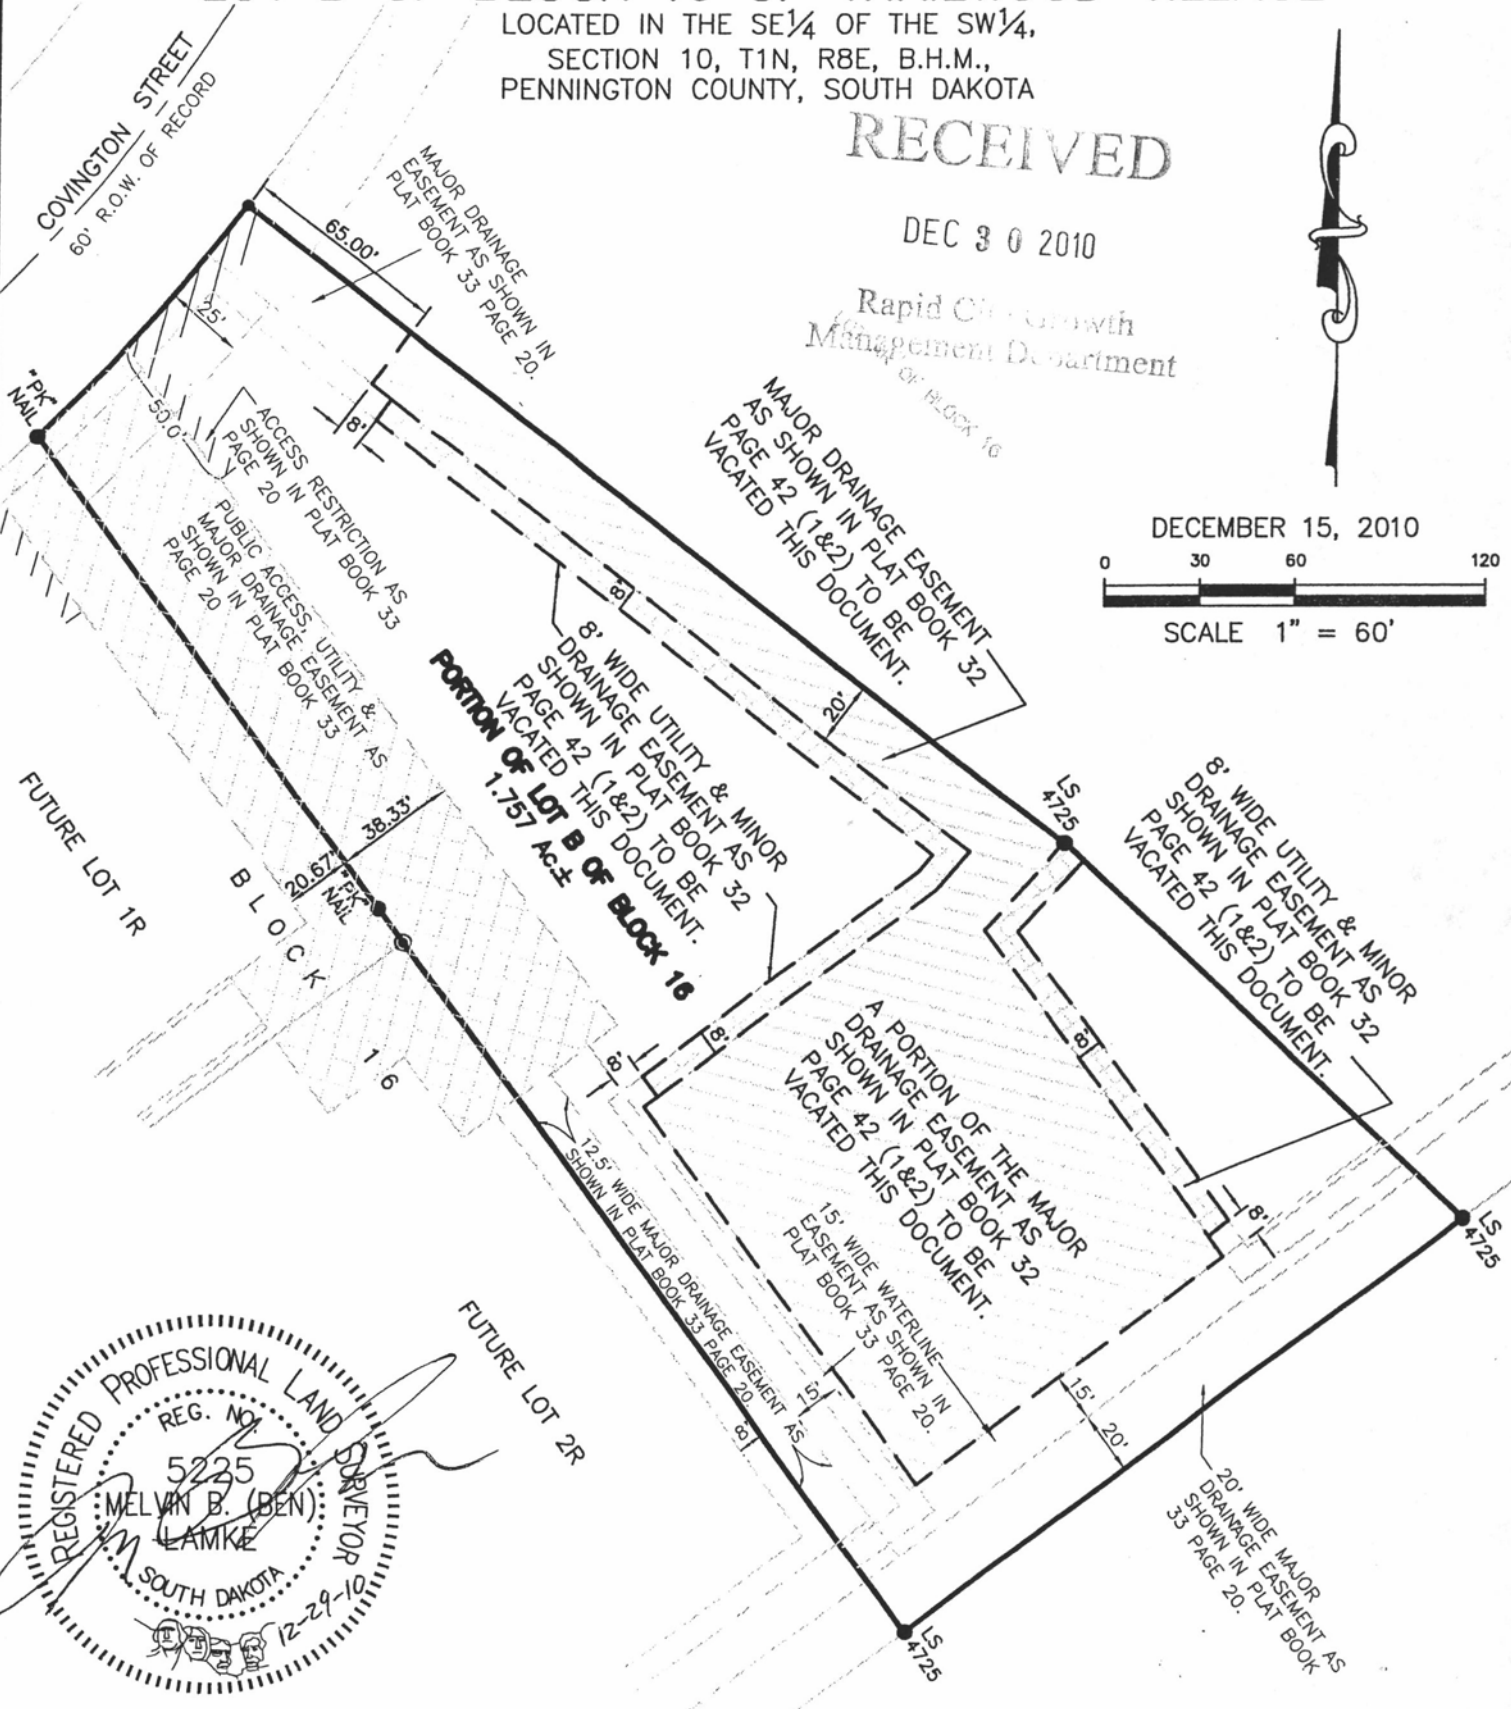 LOCATED IN THE SE¼ OF THE SW¼,
SECTION 10, T1N, R8E, B.H.M.,
PENNINGTON COUNTY, SOUTH DAKOTA
RECEIVED
DEC 30 2010
Rapid City Growth
Management Department
OF BLOCK 16
COVINGTON STREET
60' R.O.W. OF RECORD
MAJOR DRAINAGE
EASEMENT AS SHOWN IN
PLAT BOOK 33 PAGE 20.
65.00'
25'
"PK"
NAIL
50.0'
8'
ACCESS RESTRICTION AS
SHOWN IN PLAT BOOK 33
PAGE 20
PUBLIC ACCESS, UTILITY &
MAJOR DRAINAGE EASEMENT AS
SHOWN IN PLAT BOOK 33
PAGE 20
MAJOR DRAINAGE EASEMENT
AS SHOWN IN PLAT BOOK 32
PAGE 42 (1&2) TO BE
VACATED THIS DOCUMENT.
DECEMBER 15, 2010
0 30 60 120
SCALE 1" = 60'
8'
8' WIDE UTILITY & MINOR
DRAINAGE EASEMENT AS
SHOWN IN PLAT BOOK 32
PAGE 42 (1&2) TO BE
VACATED THIS DOCUMENT.
PORTION OF LOT B OF BLOCK 16
1.757 Ac.±
20'
LS
4725
8' WIDE UTILITY & MINOR
DRAINAGE EASEMENT AS
SHOWN IN PLAT BOOK 32
PAGE 42 (1&2) TO BE
VACATED THIS DOCUMENT.
FUTURE LOT 1R
38.33'
20.67'
"PK"
NAIL
BLOCK
16
8'
8'
8'
A PORTION OF THE MAJOR
DRAINAGE EASEMENT AS
SHOWN IN PLAT BOOK 32
PAGE 42 (1&2) TO BE
VACATED THIS DOCUMENT.
12.5' WIDE MAJOR DRAINAGE EASEMENT AS
SHOWN IN PLAT BOOK 33 PAGE 20.
15' WIDE WATERLINE
EASEMENT AS SHOWN IN
PLAT BOOK 33 PAGE 20.
8'
LS
4725
FUTURE LOT 2R
15'
8'
15'
20'
20' WIDE MAJOR
DRAINAGE EASEMENT AS
SHOWN IN PLAT BOOK
33 PAGE 20.
LS
4725
REGISTERED PROFESSIONAL LAND SURVEYOR
REG. NO.
5225
MELVIN B. (BEN)
LAMKE
SOUTH DAKOTA
12-29-10